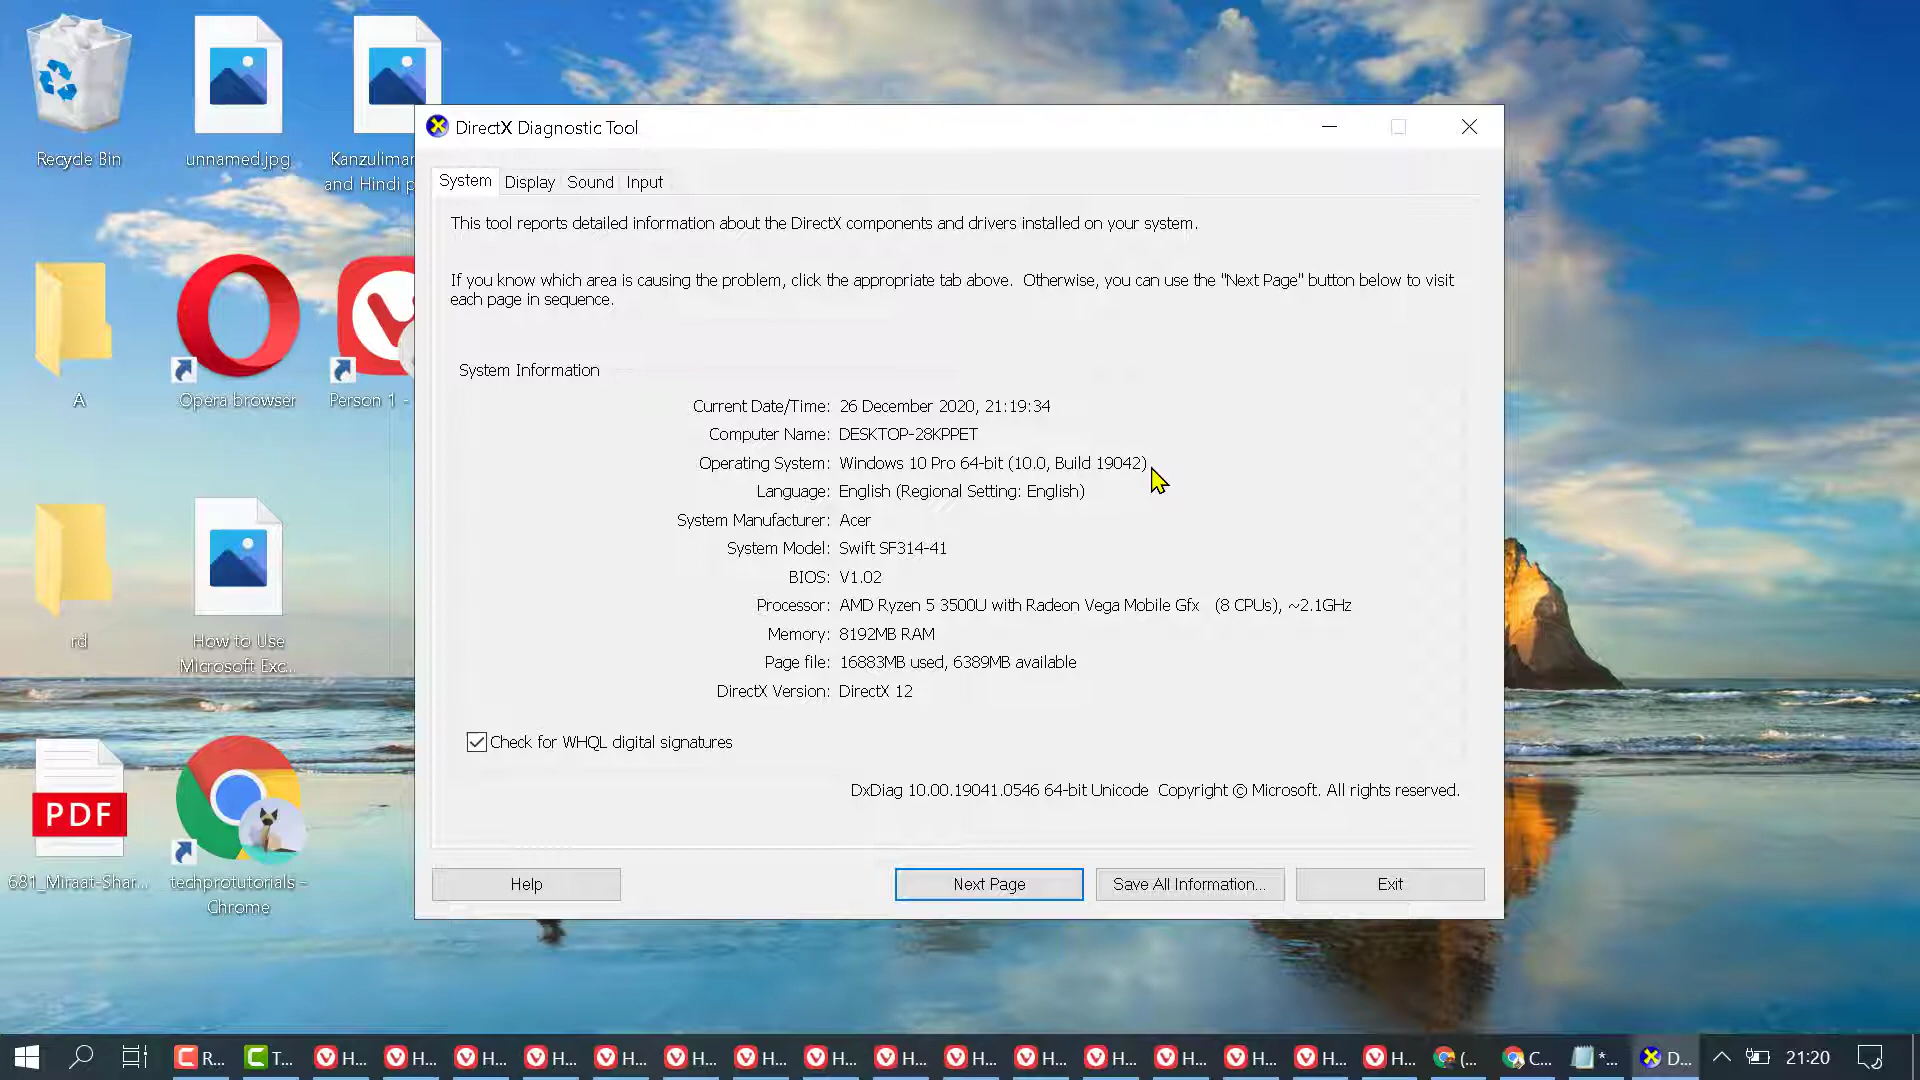 Recycle Bin
unnamed.jpg
Kanzuliman
and Hindi p
A
Opera browser
Person 1 -
rd
How to Use
Microsoft Exc...
PDF
681_Miraat-Shar...
techprotutorials -
Chrome
DirectX Diagnostic Tool
System Display Sound Input
This tool reports detailed information about the DirectX components and drivers installed on your system.
If you know which area is causing the problem, click the appropriate tab above. Otherwise, you can use the "Next Page" button below to visit
each page in sequence.
System Information
Current Date/Time: 26 December 2020, 21:19:34
Computer Name: DESKTOP-28KPPET
Operating System: Windows 10 Pro 64-bit (10.0, Build 19042)
Language: English (Regional Setting: English)
System Manufacturer: Acer
System Model: Swift SF314-41
BIOS: V1.02
Processor: AMD Ryzen 5 3500U with Radeon Vega Mobile Gfx (8 CPUs), ~2.1GHz
Memory: 8192MB RAM
Page file: 16883MB used, 6389MB available
DirectX Version: DirectX 12
Check for WHQL digital signatures
DxDiag 10.00.19041.0546 64-bit Unicode Copyright © Microsoft. All rights reserved.
Help Next Page Save All Information... Exit
R... T... H... H... H... H... H... H... H... H... H... H... H... H... H... H... H... H... (... C... *... D... 21:20